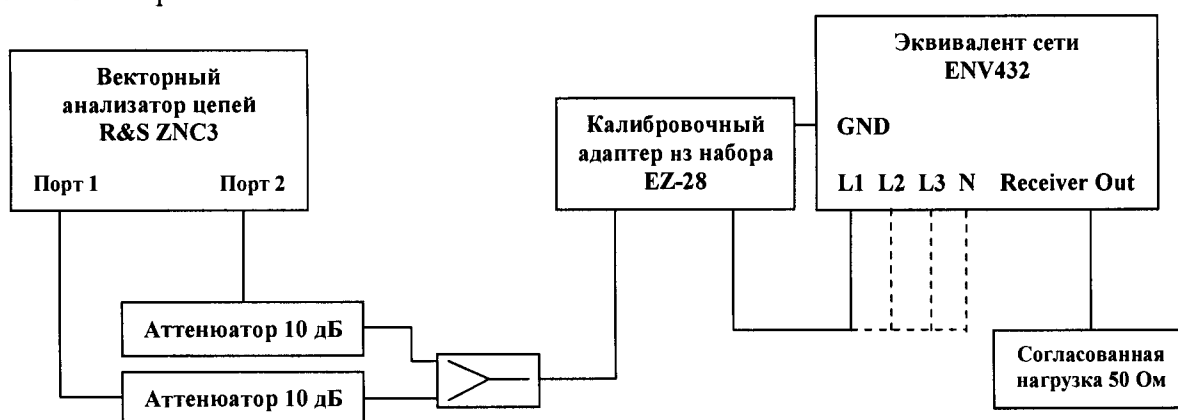 Векторный
анализатор цепей
R&S ZNC3
Порт 1 Порт 2
Аттенюатор 10 дБ
Аттенюатор 10 дБ
Калибровочный
адаптер нз набора
EZ-28
Эквивалент сети
ENV432
GND
L1 L2 L3 N Receiver Out
Согласованная
нагрузка 50 Ом